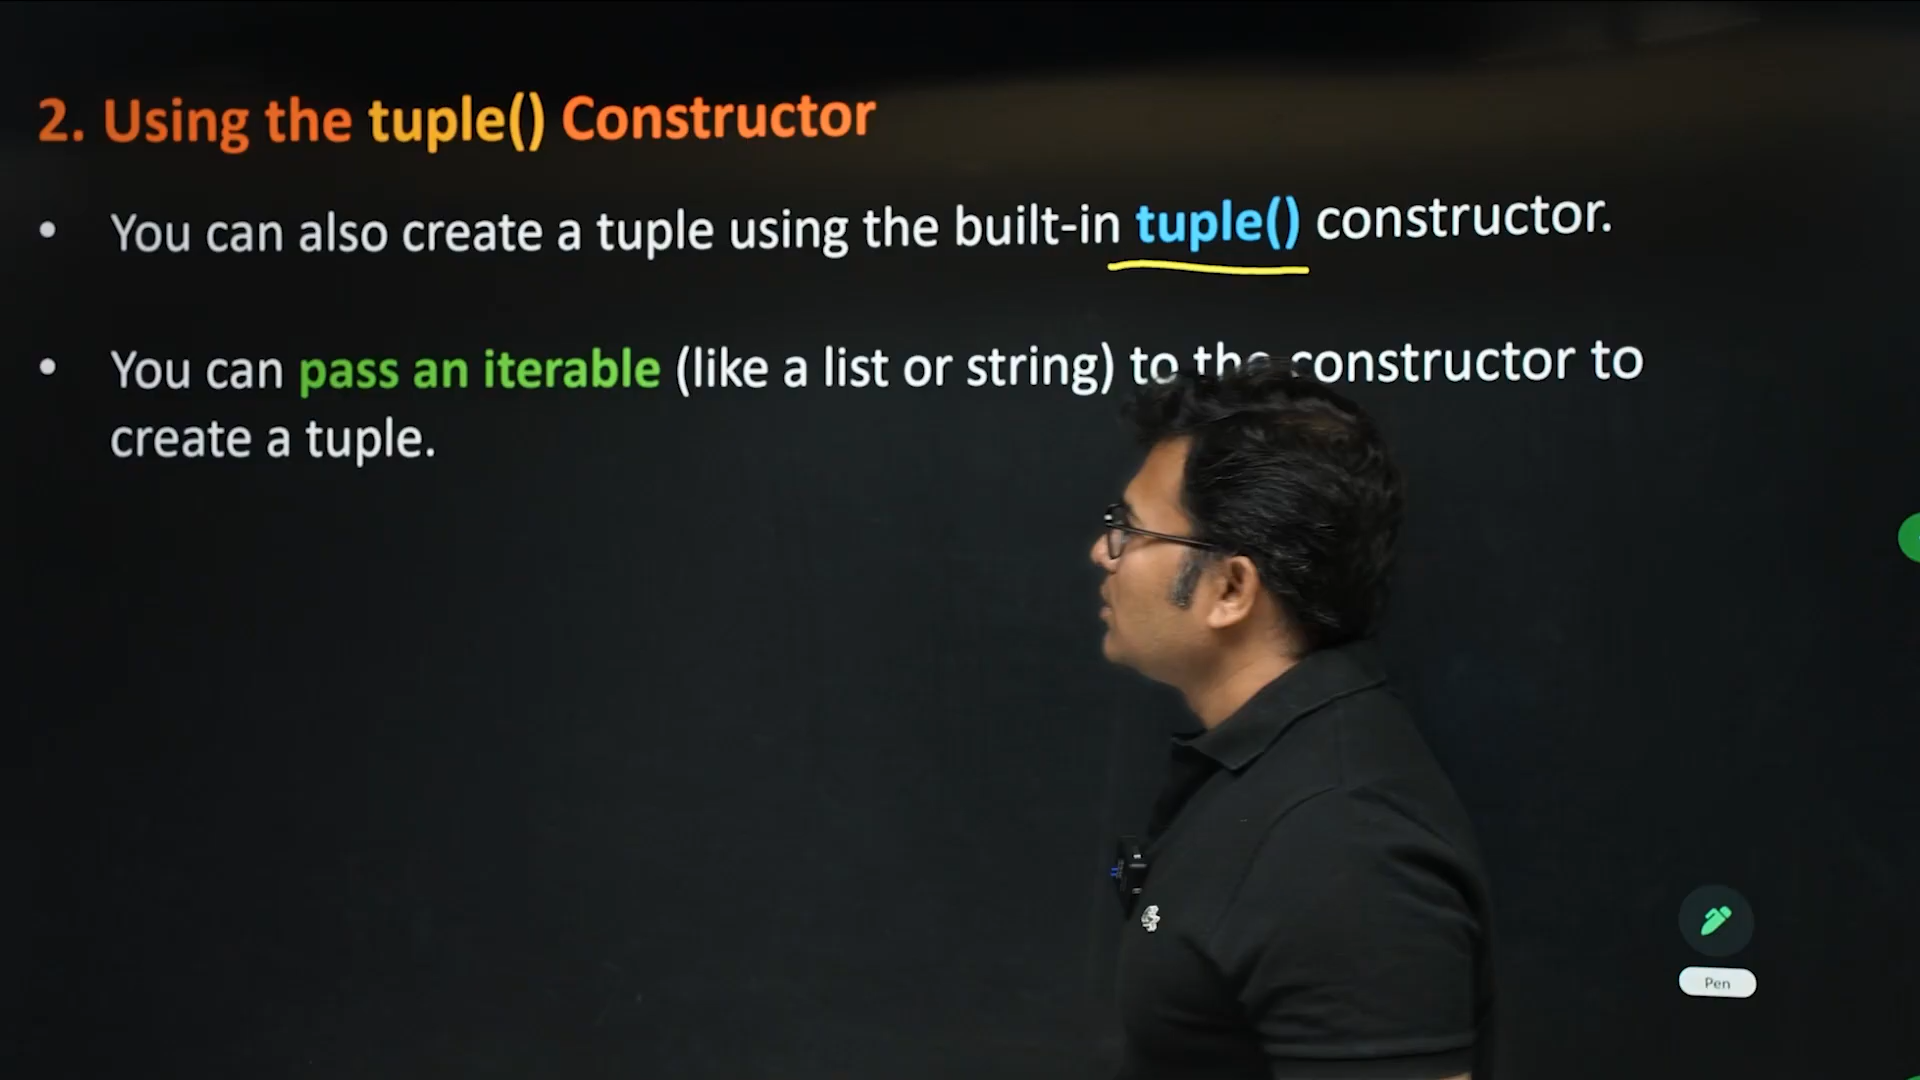 2. Using the tuple() Constructor
• You can also create a tuple using the built-in tuple() constructor.
• You can pass an iterable (like a list or string) to the constructor to
create a tuple.
Pen